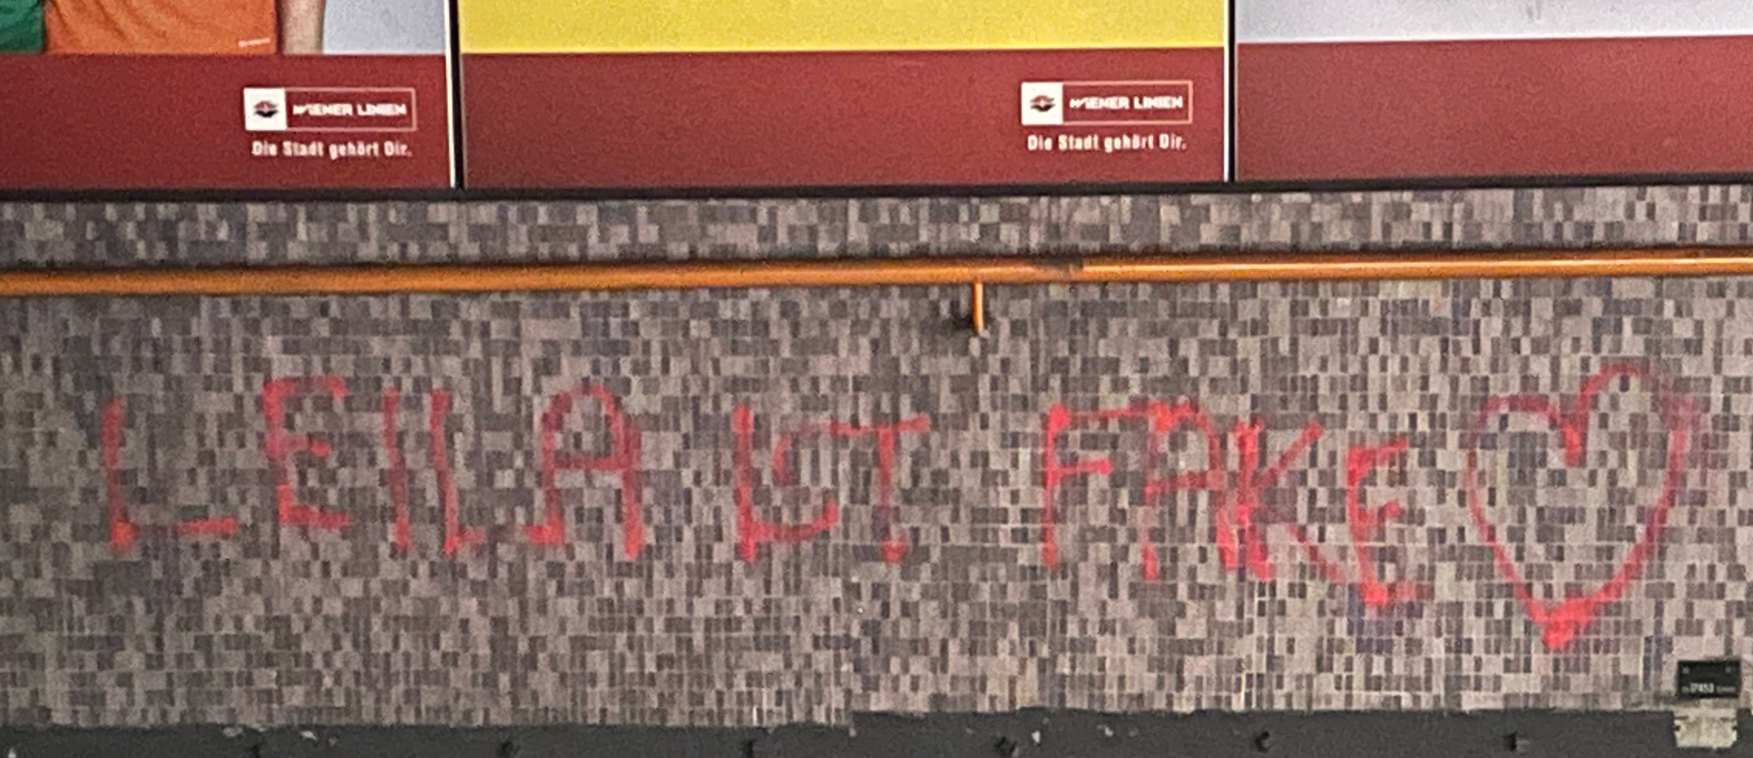 WIENER LINIEN
Die Stadt gehört Dir.
WIENER LINIEN
Die Stadt gehört Dir.
LEILA IST FAKE